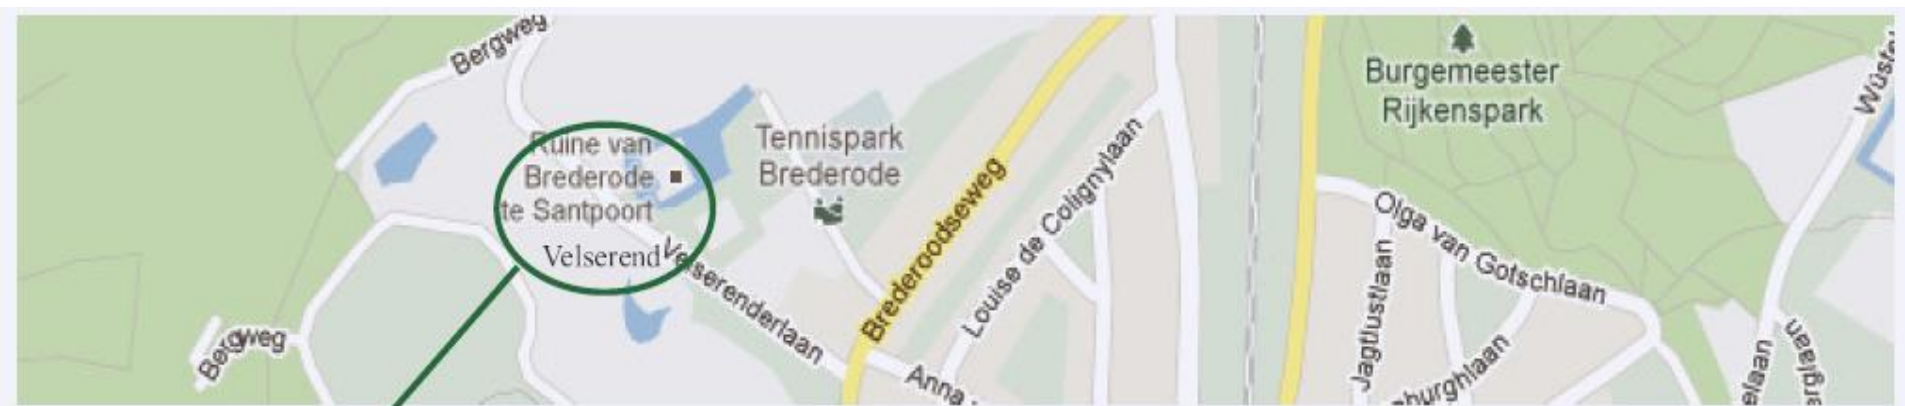 Bergweg
Ruine van
Brederode
te Santpoort
Velserend
Velserenderlaan
Bergweg
Tennispark
Brederode
Brederoodseweg
Louise de Colignylaan
Anna
Burgemeester
Rijkenspark
Olga van Gotschlaan
Jagtlustlaan